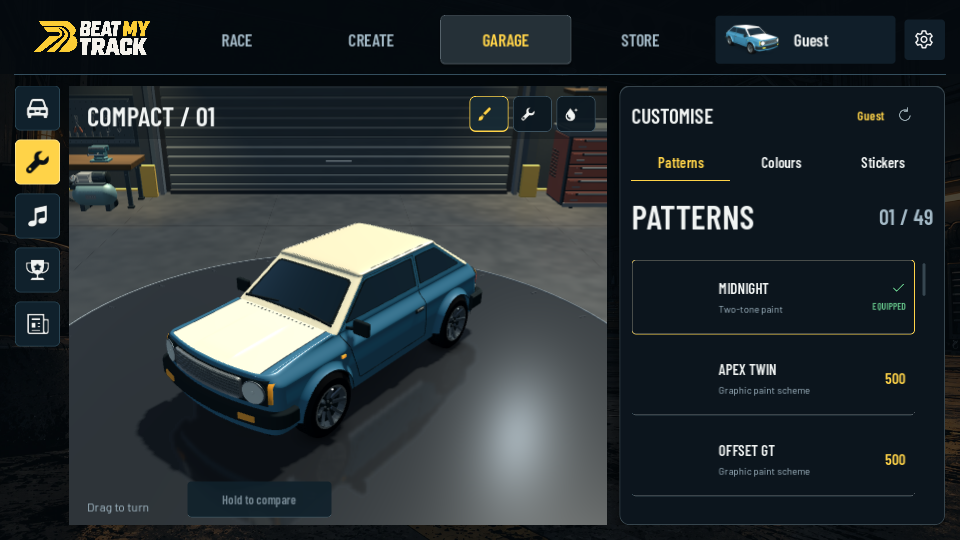 BEAT MY
TRACK
RACE
CREATE
GARAGE
STORE
Guest
COMPACT / 01
CUSTOMISE
Guest
Patterns
Colours
Stickers
PATTERNS
01 / 49
MIDNIGHT
Two-tone paint
EQUIPPED
APEX TWIN
Graphic paint scheme
500
OFFSET GT
Graphic paint scheme
500
Hold to compare
Drag to turn